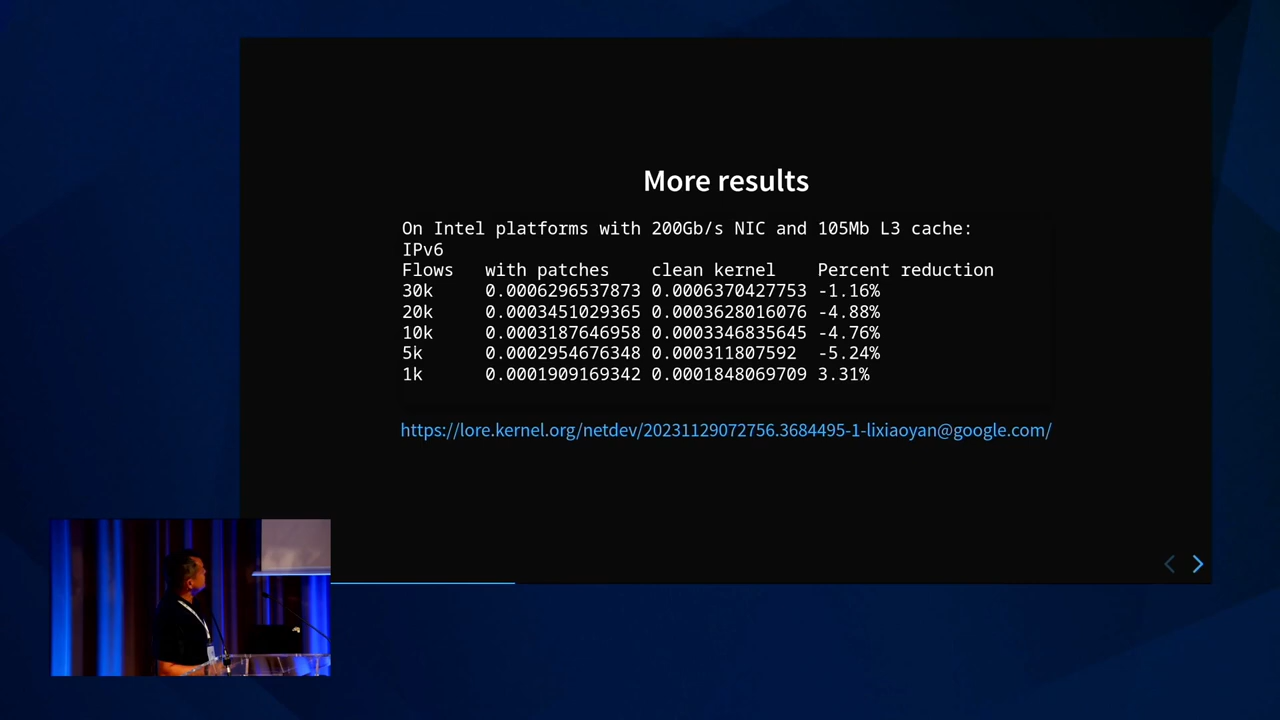 More results
On Intel platforms with 200Gb/s NIC and 105Mb L3 cache:
IPv6
Flows with patches clean kernel Percent reduction
30k 0.0006296537873 0.0006370427753 -1.16%
20k 0.0003451029365 0.0003628016076 -4.88%
10k 0.0003187646958 0.0003346835645 -4.76%
5k 0.0002954676348 0.000311807592 -5.24%
1k 0.0001909169342 0.0001848069709 3.31%
https://lore.kernel.org/netdev/20231129072756.3684495-1-lixiaoyan@google.com/